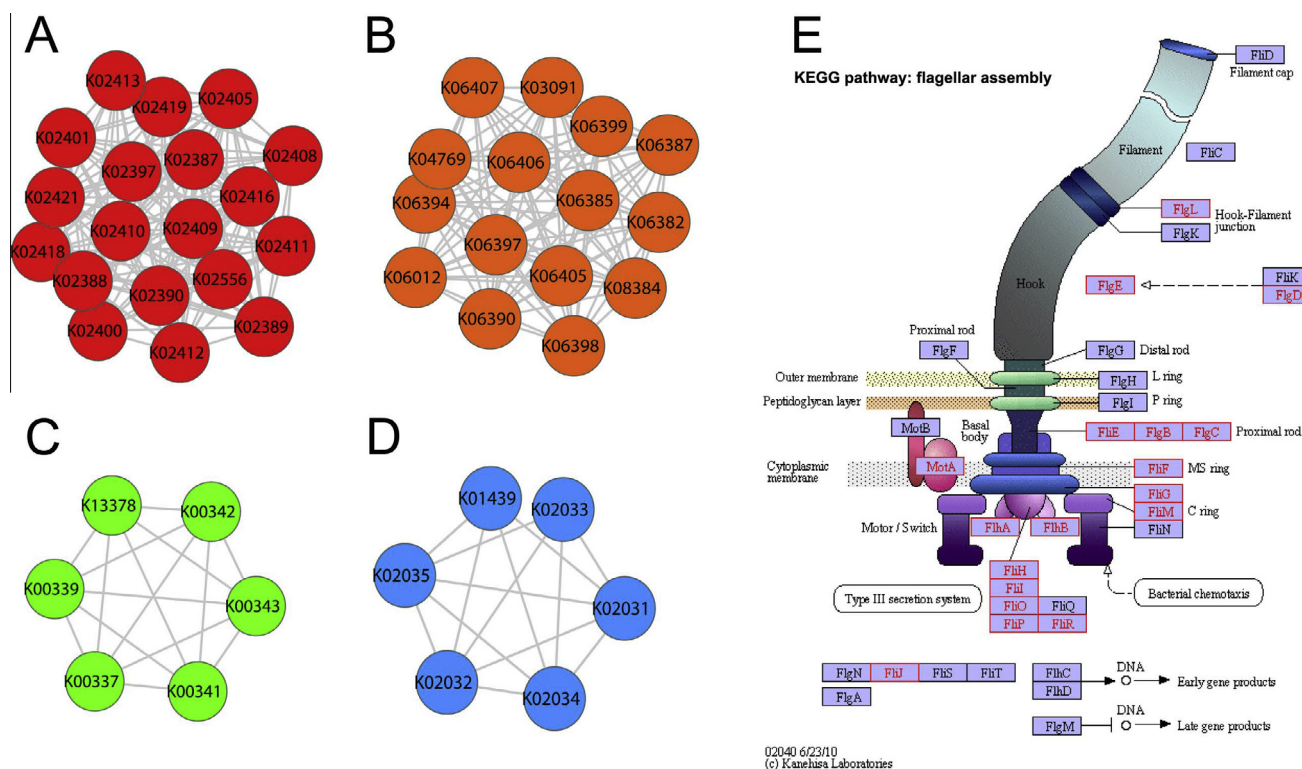 A
K02413
K02419
K02405
K02401
K02408
K02397
K02387
K02421
K02416
K02410
K02409
K02411
K02418
K02388
K02556
K02390
K02400
K02389
K02412
B
K06407
K03091
K06399
K06387
K04769
K06406
K06394
K06385
K06382
K06397
K06012
K06405
K08384
K06390
K06398
C
K13378
K00342
K00339
K00343
K00337
K00341
D
K01439
K02033
K02035
K02031
K02032
K02034
E
KEGG pathway: flagellar assembly
FliD
Filament cap
Filament
FliC
FlgL
Hook-Filament
junction
FlgK
Hook
FlgE
FliK
FlgD
Proximal rod
FlgF
FlgG Distal rod
Outer membrane
FlgH L ring
Peptidoglycan layer
FlgI P ring
MotB
Basal
body
FliE FlgB FlgC Proximal rod
Cytoplasmic
membrane
MotA
FliF MS ring
FliG
FliM C ring
FliN
Motor / Switch
FlhA FlhB
FliH
FliI
FliO FliQ
FliP FliR
Type III secretion system
Bacterial chemotaxis
FlgN FliJ FliS FliT
FlgA
FlhC
FlhD
DNA
Early gene products
FlgM
DNA
Late gene products
02040 6/23/10
(c) Kanehisa Laboratories